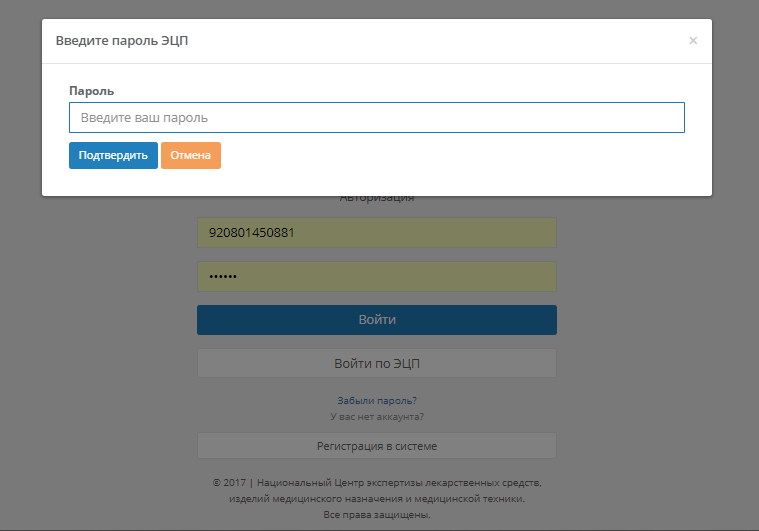 Введите пароль ЭЦП
×
Пароль
Введите ваш пароль
Подтвердить Отмена
Авторизация
920801450881
••••••
Войти
Войти по ЭЦП
Забыли пароль?
У вас нет аккаунта?
Регистрация в системе
© 2017 | Национальный Центр экспертизы лекарственных средств,
изделий медицинского назначения и медицинской техники.
Все права защищены.